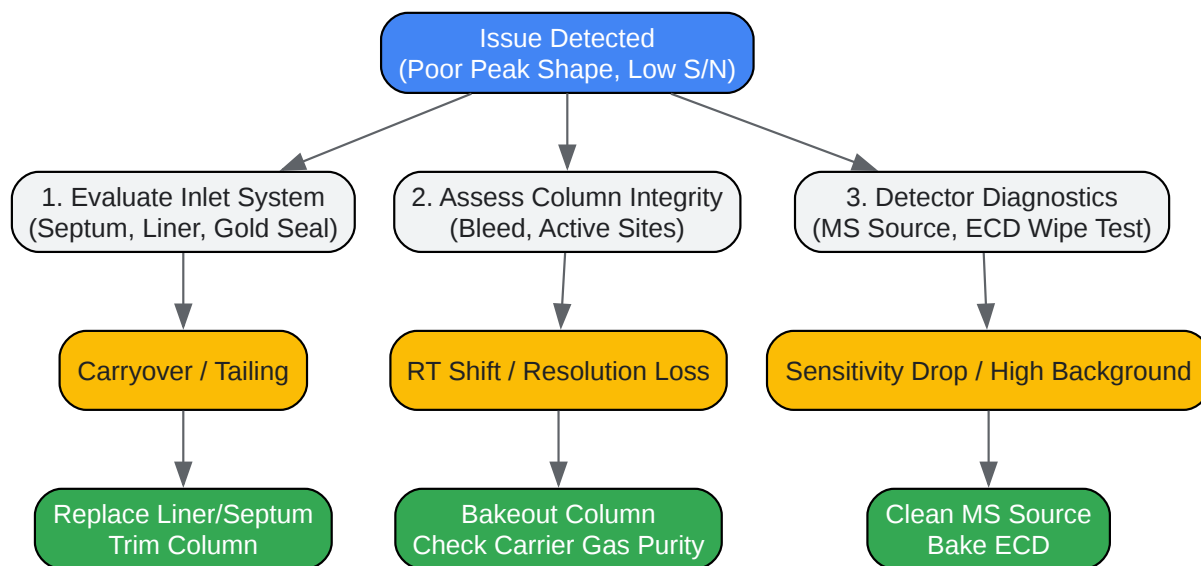 Issue Detected
(Poor Peak Shape, Low S/N)
1. Evaluate Inlet System
(Septum, Liner, Gold Seal)
2. Assess Column Integrity
(Bleed, Active Sites)
3. Detector Diagnostics
(MS Source, ECD Wipe Test)
Carryover / Tailing
RT Shift / Resolution Loss
Sensitivity Drop / High Background
Replace Liner/Septum
Trim Column
Bakeout Column
Check Carrier Gas Purity
Clean MS Source
Bake ECD